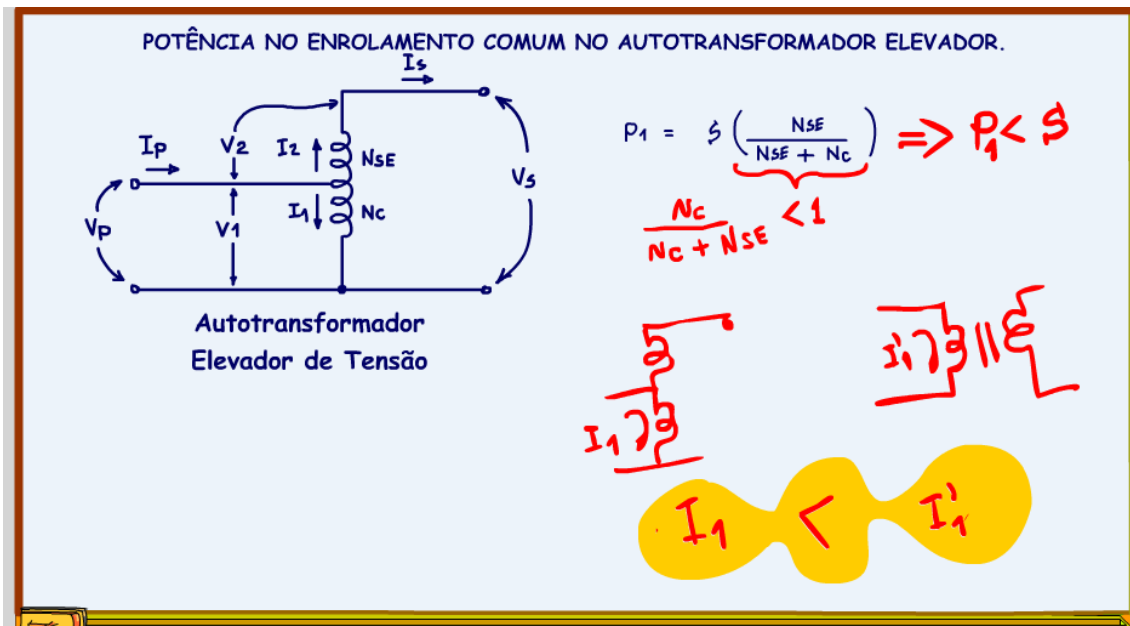 POTÊNCIA NO ENROLAMENTO COMUM NO AUTOTRANSFORMADOR ELEVADOR.
Is
Ip
V2
I2
NSE
Vp
V1
I1
Nc
Vs
Autotransformador
Elevador de Tensão
P1 = S ( NSE / NSE + Nc ) => P1 < S
Nc / Nc + NSE < 1
I1
I'1
I1 < I'1